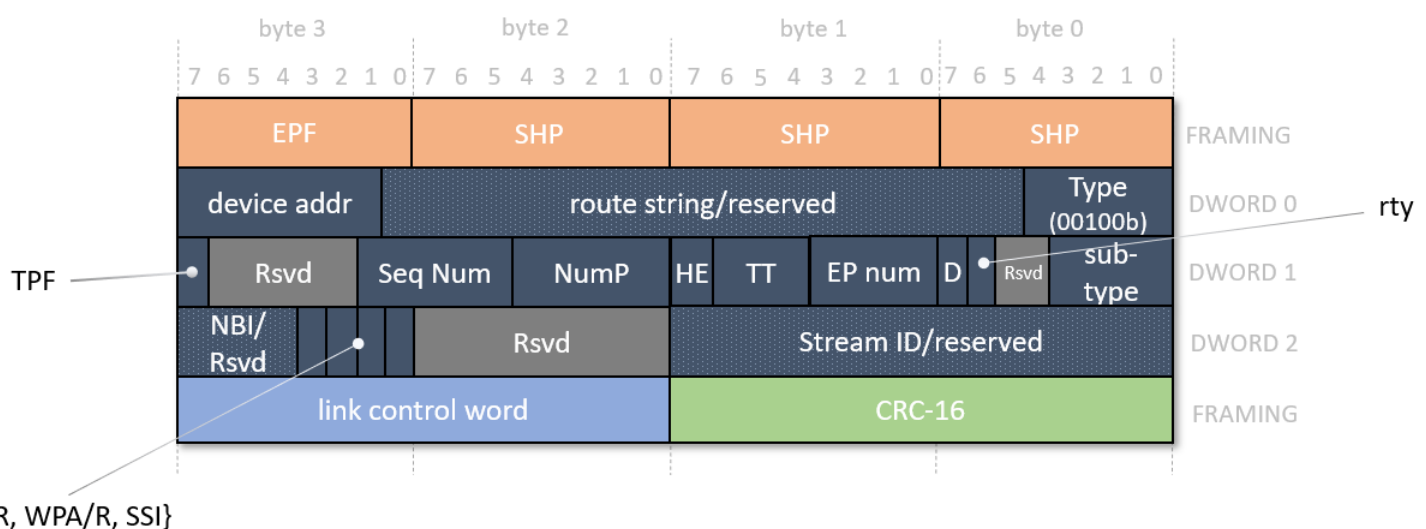 byte 3 byte 2 byte 1 byte 0
7 6 5 4 3 2 1 0 7 6 5 4 3 2 1 0 7 6 5 4 3 2 1 0 7 6 5 4 3 2 1 0
EPF SHP SHP SHP FRAMING
device addr route string/reserved Type
(00100b)
DWORD 0
rty
TPF
Rsvd Seq Num NumP HE TT EP num D Rsvd sub-
type
DWORD 1
NBI/
Rsvd
Rsvd Stream ID/reserved DWORD 2
link control word CRC-16 FRAMING
R, WPA/R, SSI}